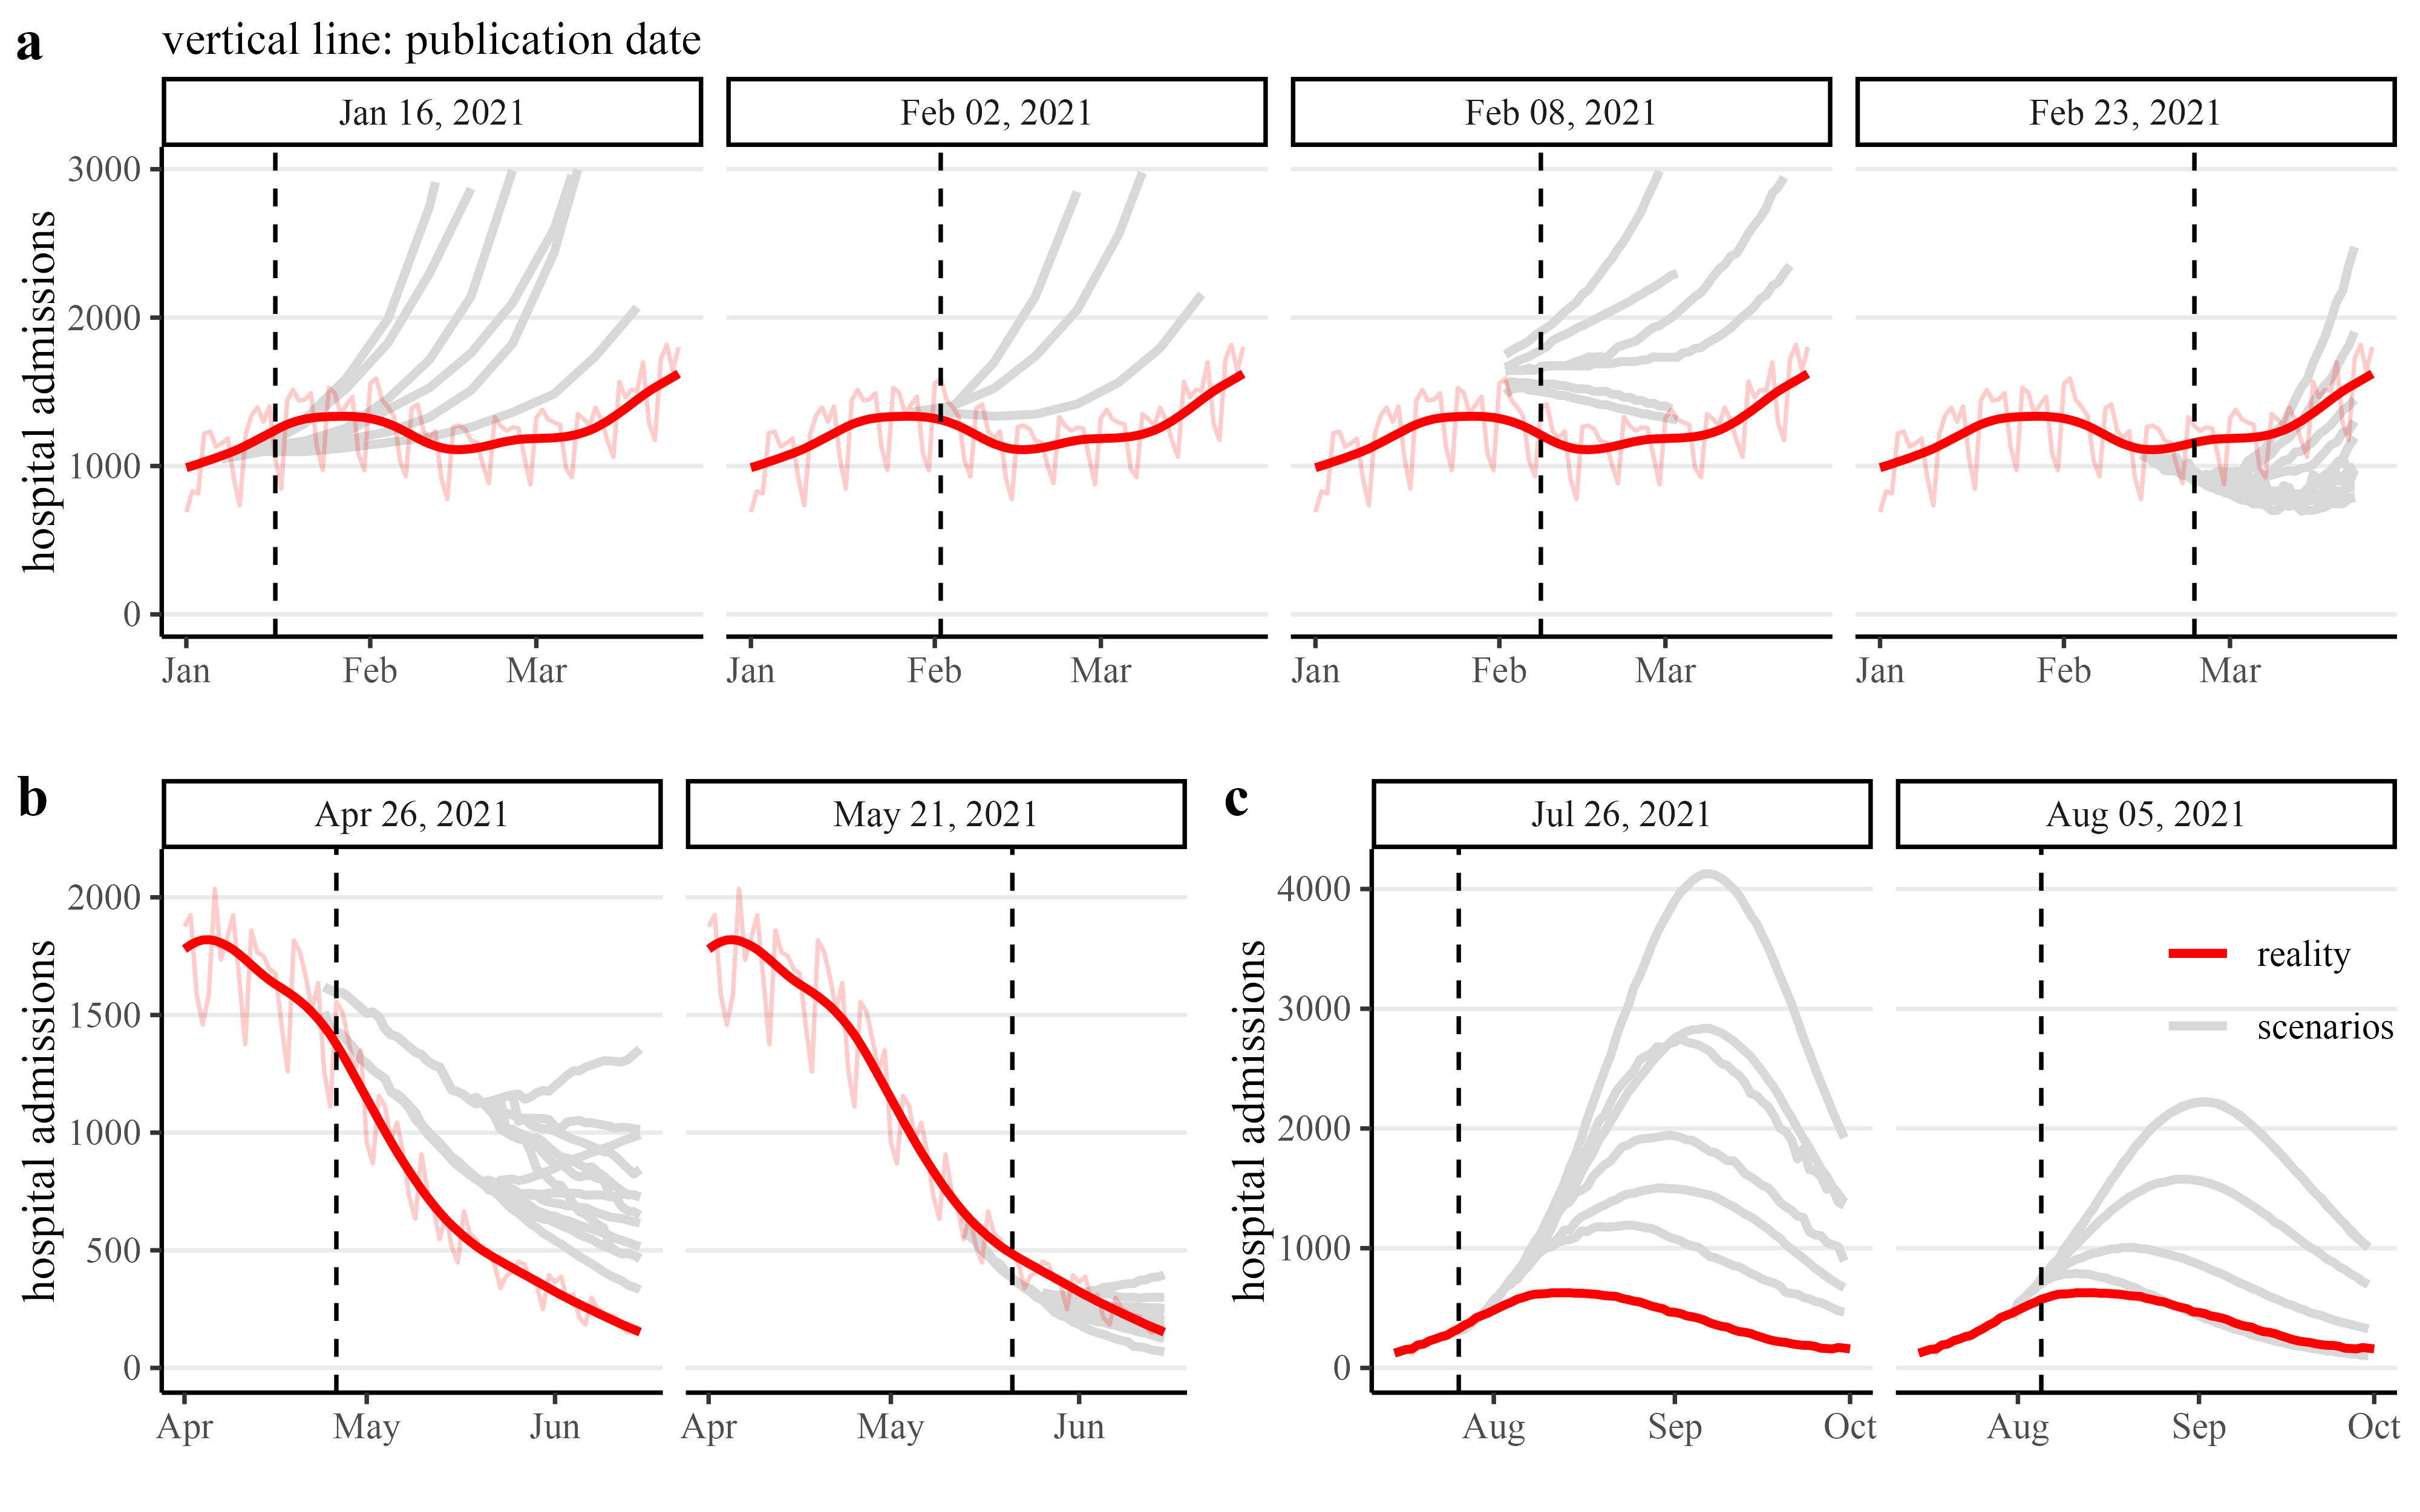 a
vertical line: publication date
Jan 16, 2021
Feb 02, 2021
Feb 08, 2021
Feb 23, 2021
hospital admissions
3000
2000
1000
0
Jan Feb Mar
Jan Feb Mar
Jan Feb Mar
Jan Feb Mar
b
Apr 26, 2021
May 21, 2021
hospital admissions
2000
1500
1000
500
0
Apr May Jun
Apr May Jun
c
Jul 26, 2021
Aug 05, 2021
hospital admissions
4000
3000
2000
1000
0
reality
scenarios
Aug Sep Oct
Aug Sep Oct